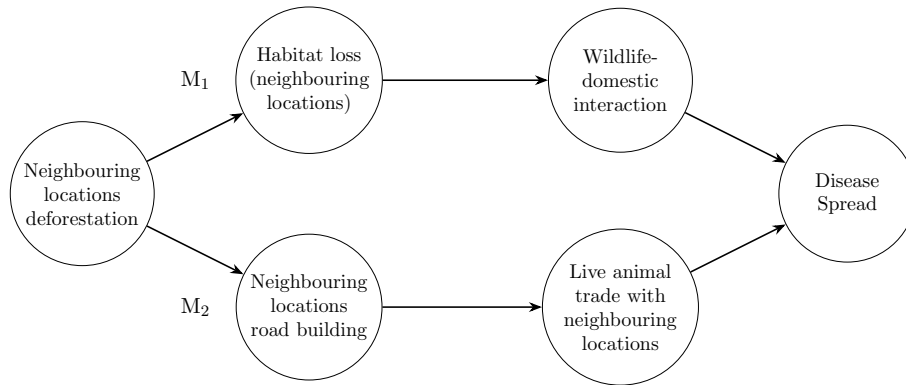 M1
Habitat loss
(neighbouring
locations)
Wildlife-
domestic
interaction
Neighbouring
locations
deforestation
Disease
Spread
M2
Neighbouring
locations
road building
Live animal
trade with
neighbouring
locations